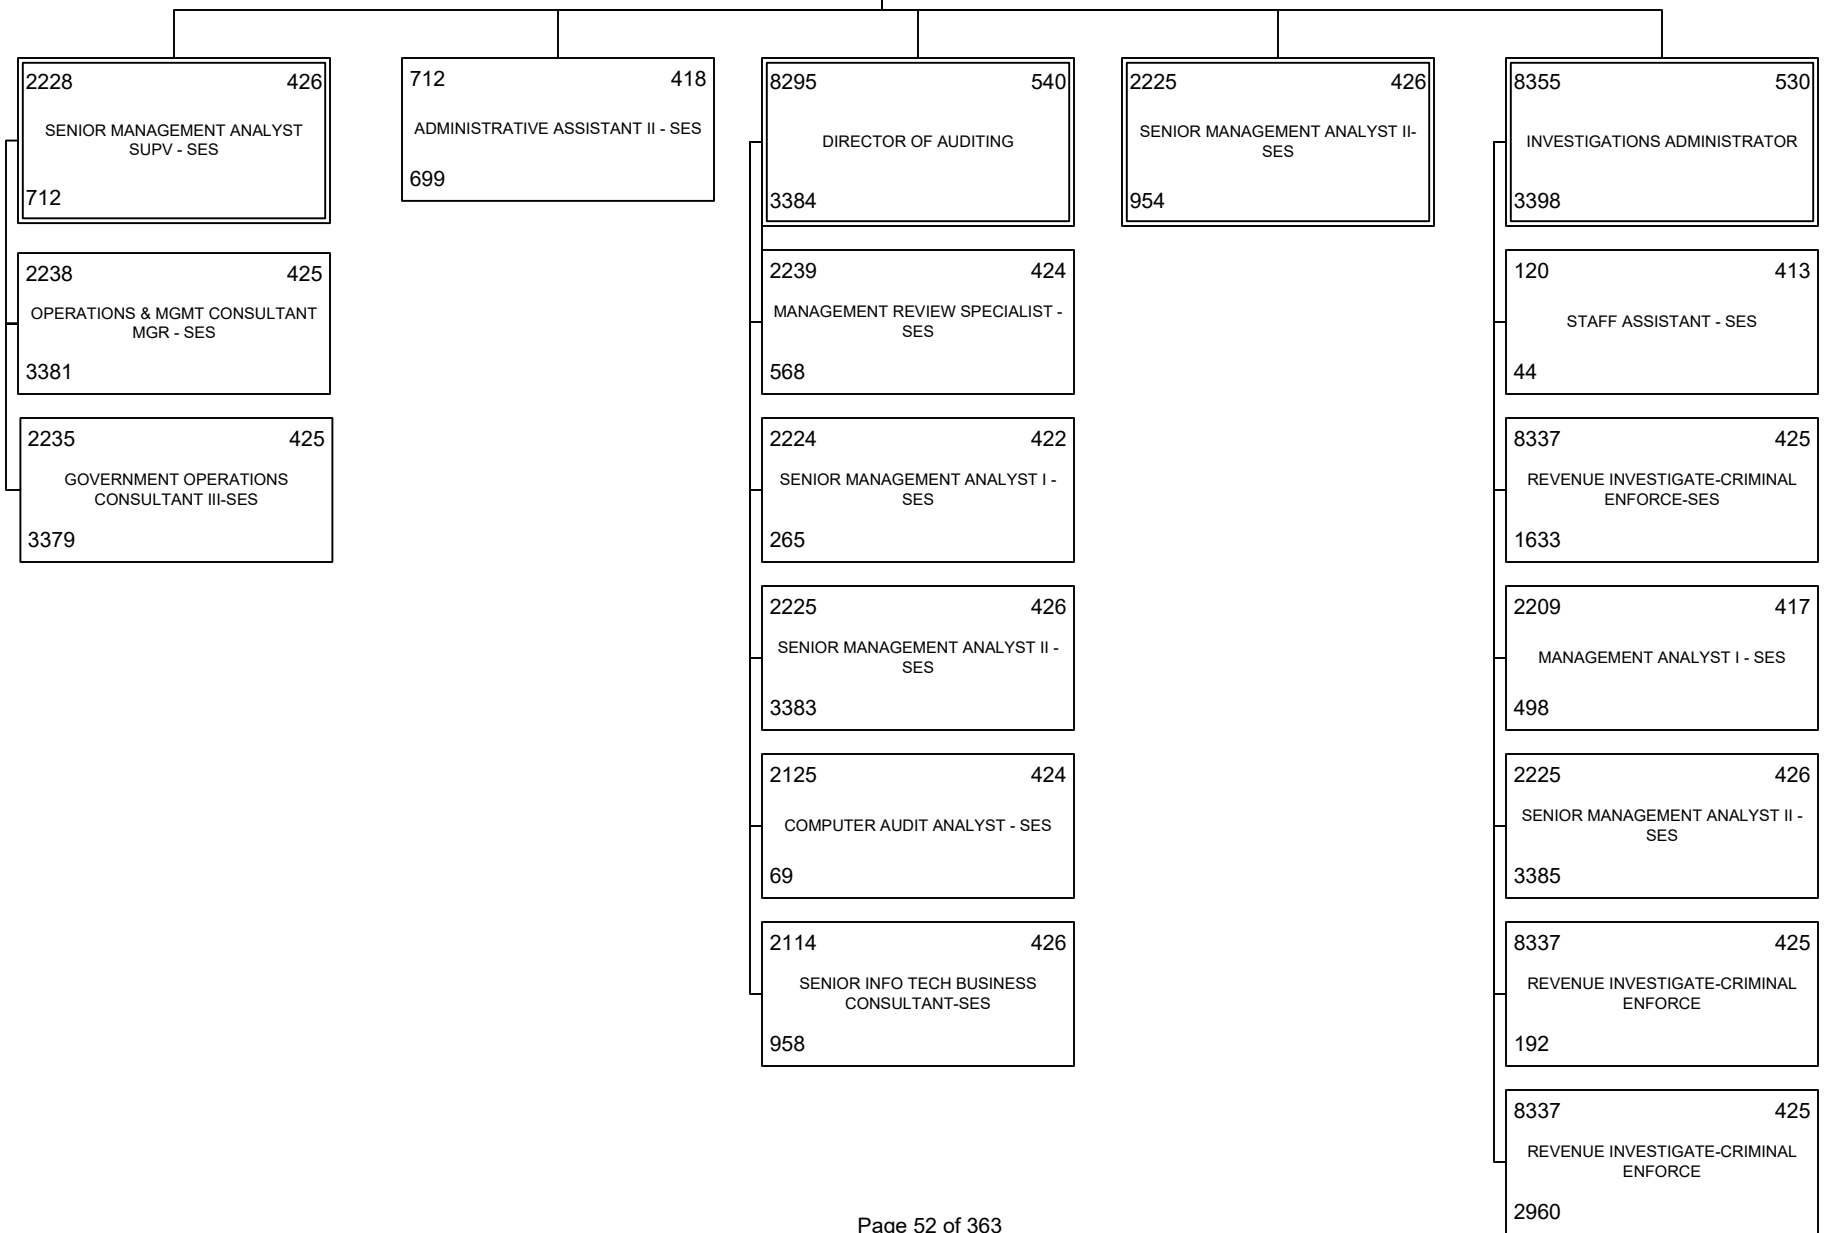 2228 426
SENIOR MANAGEMENT ANALYST
SUPV - SES
712
2238 425
OPERATIONS & MGMT CONSULTANT
MGR - SES
3381
2235 425
GOVERNMENT OPERATIONS
CONSULTANT III-SES
3379
712 418
ADMINISTRATIVE ASSISTANT II - SES
699
8295 540
DIRECTOR OF AUDITING
3384
2239 424
MANAGEMENT REVIEW SPECIALIST -
SES
568
2224 422
SENIOR MANAGEMENT ANALYST I -
SES
265
2225 426
SENIOR MANAGEMENT ANALYST II -
SES
3383
2125 424
COMPUTER AUDIT ANALYST - SES
69
2114 426
SENIOR INFO TECH BUSINESS
CONSULTANT-SES
958
2225 426
SENIOR MANAGEMENT ANALYST II-
SES
954
8355 530
INVESTIGATIONS ADMINISTRATOR
3398
120 413
STAFF ASSISTANT - SES
44
8337 425
REVENUE INVESTIGATE-CRIMINAL
ENFORCE-SES
1633
2209 417
MANAGEMENT ANALYST I - SES
498
2225 426
SENIOR MANAGEMENT ANALYST II -
SES
3385
8337 425
REVENUE INVESTIGATE-CRIMINAL
ENFORCE
192
8337 425
REVENUE INVESTIGATE-CRIMINAL
ENFORCE
2960
Page 52 of 363